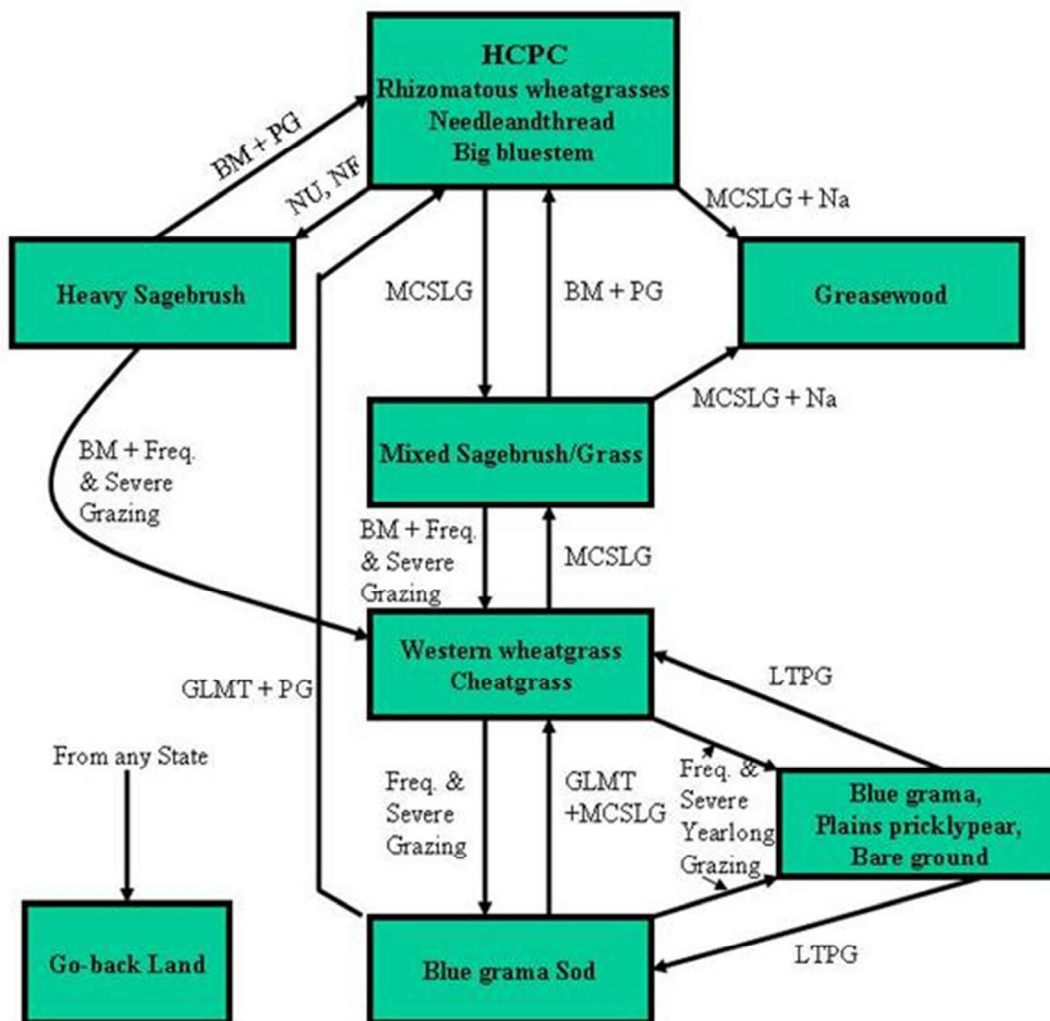 HCPC
Rhizomatous wheatgrasses
Needleandthread
Big bluestem
BM + PG
NU, NF
MCSLG + Na
Heavy Sagebrush
MCSLG
BM + PG
Greasewood
MCSLG + Na
Mixed Sagebrush/Grass
BM + Freq.
& Severe
Grazing
BM + Freq.
& Severe
Grazing
MCSLG
Western wheatgrass
Cheatgrass
GLMT + PG
LTPG
From any State
Freq. &
Severe
Grazing
GLMT
+MCSLG
Freq. &
Severe
Yearlong
Grazing
Blue grama,
Plains pricklypear,
Bare ground
Go-back Land
Blue grama Sod
LTPG